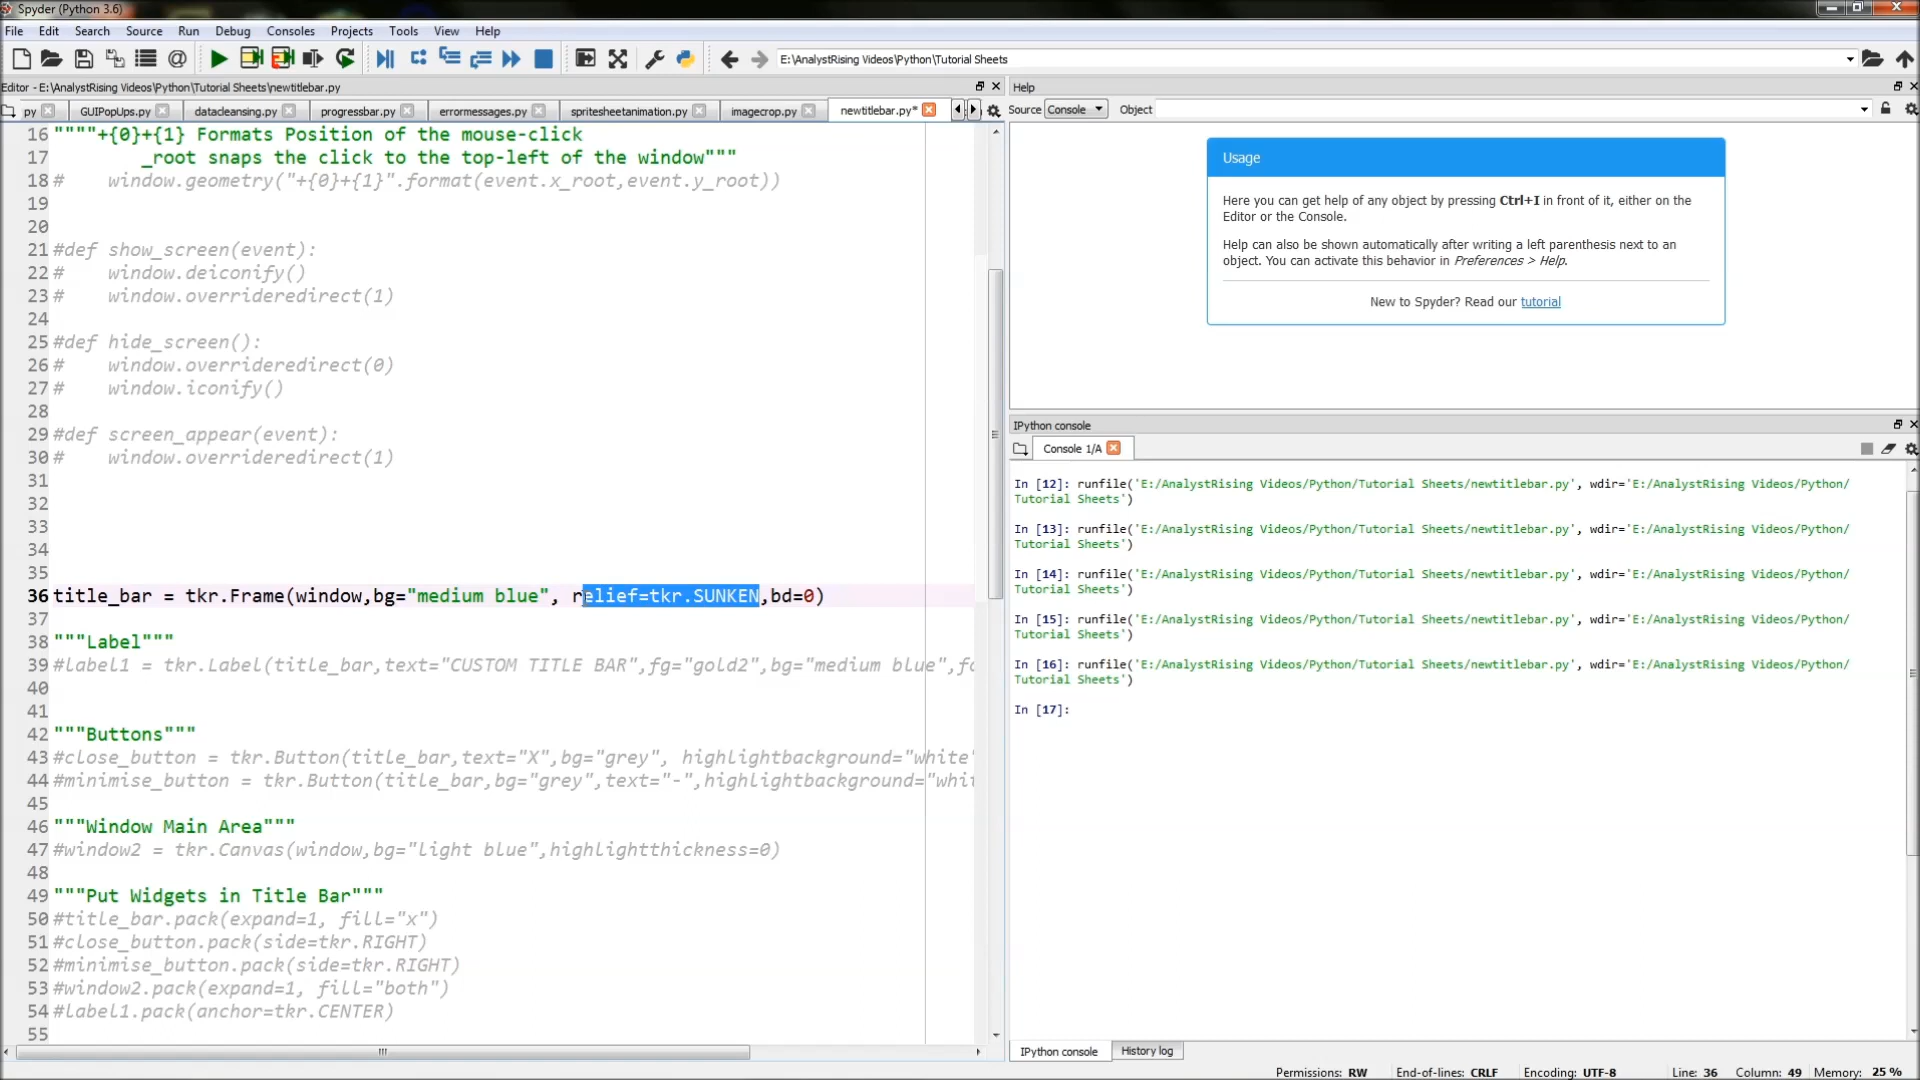 Spyder (Python 3.6)
File Edit Search Source Run Debug Consoles Projects Tools View Help
E:\AnalystRising Videos\Python\Tutorial Sheets
Editor - E:\AnalystRising Videos\Python\Tutorial Sheets\newtitlebar.py
py GUIPopUps.py datacleansing.py progressbar.py errormessages.py spritesheetanimation.py imagecrop.py newtitlebar.py*
16 """"+{0}+{1} Formats Position of the mouse-click
17 _root snaps the click to the top-left of the window"""
18 # window.geometry("+{0}+{1}".format(event.x_root,event.y_root))
19
20
21 #def show_screen(event):
22 # window.deiconify()
23 # window.overrideredirect(1)
24
25 #def hide_screen():
26 # window.overrideredirect(0)
27 # window.iconify()
28
29 #def screen_appear(event):
30 # window.overrideredirect(1)
31
32
33
34
35
36 title_bar = tkr.Frame(window,bg="medium blue", relief=tkr.SUNKEN,bd=0)
37
38 """Label"""
39 #label1 = tkr.Label(title_bar,text="CUSTOM TITLE BAR",fg="gold2",bg="medium blue",fo
40
41
42 """Buttons"""
43 #close_button = tkr.Button(title_bar,text="X",bg="grey", highlightbackground="white"
44 #minimise_button = tkr.Button(title_bar,bg="grey",text="-",highlightbackground="whit
45
46 """Window Main Area"""
47 #window2 = tkr.Canvas(window,bg="light blue",highlightthickness=0)
48
49 """Put Widgets in Title Bar"""
50 #title_bar.pack(expand=1, fill="x")
51 #close_button.pack(side=tkr.RIGHT)
52 #minimise_button.pack(side=tkr.RIGHT)
53 #window2.pack(expand=1, fill="both")
54 #label1.pack(anchor=tkr.CENTER)
55
Help
Source Console Object
Usage
Here you can get help of any object by pressing Ctrl+I in front of it, either on the
Editor or the Console.
Help can also be shown automatically after writing a left parenthesis next to an
object. You can activate this behavior in Preferences > Help.
New to Spyder? Read our tutorial
IPython console
Console 1/A
In [12]: runfile('E:/AnalystRising Videos/Python/Tutorial Sheets/newtitlebar.py', wdir='E:/AnalystRising Videos/Python/
Tutorial Sheets')
In [13]: runfile('E:/AnalystRising Videos/Python/Tutorial Sheets/newtitlebar.py', wdir='E:/AnalystRising Videos/Python/
Tutorial Sheets')
In [14]: runfile('E:/AnalystRising Videos/Python/Tutorial Sheets/newtitlebar.py', wdir='E:/AnalystRising Videos/Python/
Tutorial Sheets')
In [15]: runfile('E:/AnalystRising Videos/Python/Tutorial Sheets/newtitlebar.py', wdir='E:/AnalystRising Videos/Python/
Tutorial Sheets')
In [16]: runfile('E:/AnalystRising Videos/Python/Tutorial Sheets/newtitlebar.py', wdir='E:/AnalystRising Videos/Python/
Tutorial Sheets')
In [17]:
IPython console History log
Permissions: RW End-of-lines: CRLF Encoding: UTF-8 Line: 36 Column: 49 Memory: 25 %